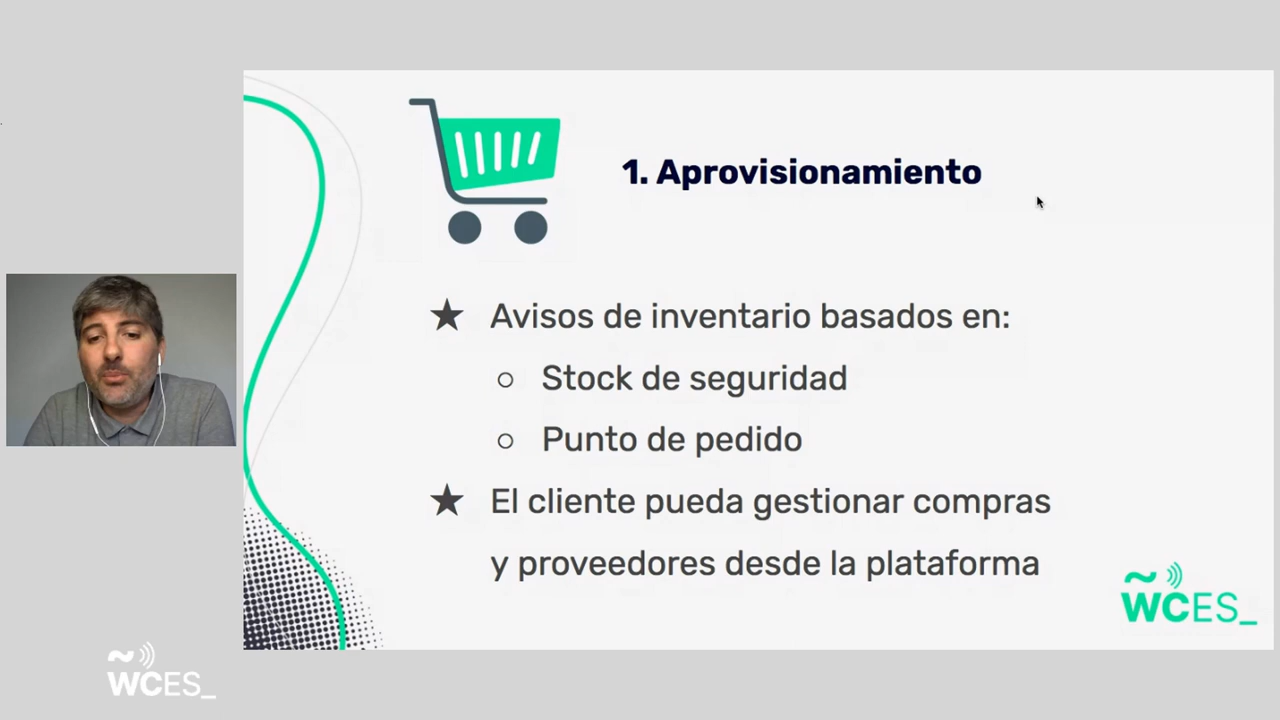 1. Aprovisionamiento
★ Avisos de inventario basados en:
○ Stock de seguridad
○ Punto de pedido
★ El cliente pueda gestionar compras
y proveedores desde la plataforma
~ WCES_
~ WCES_